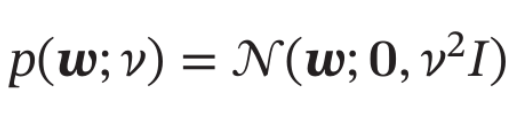 p(w; ν) = 𝒩(w; 0, ν²I)